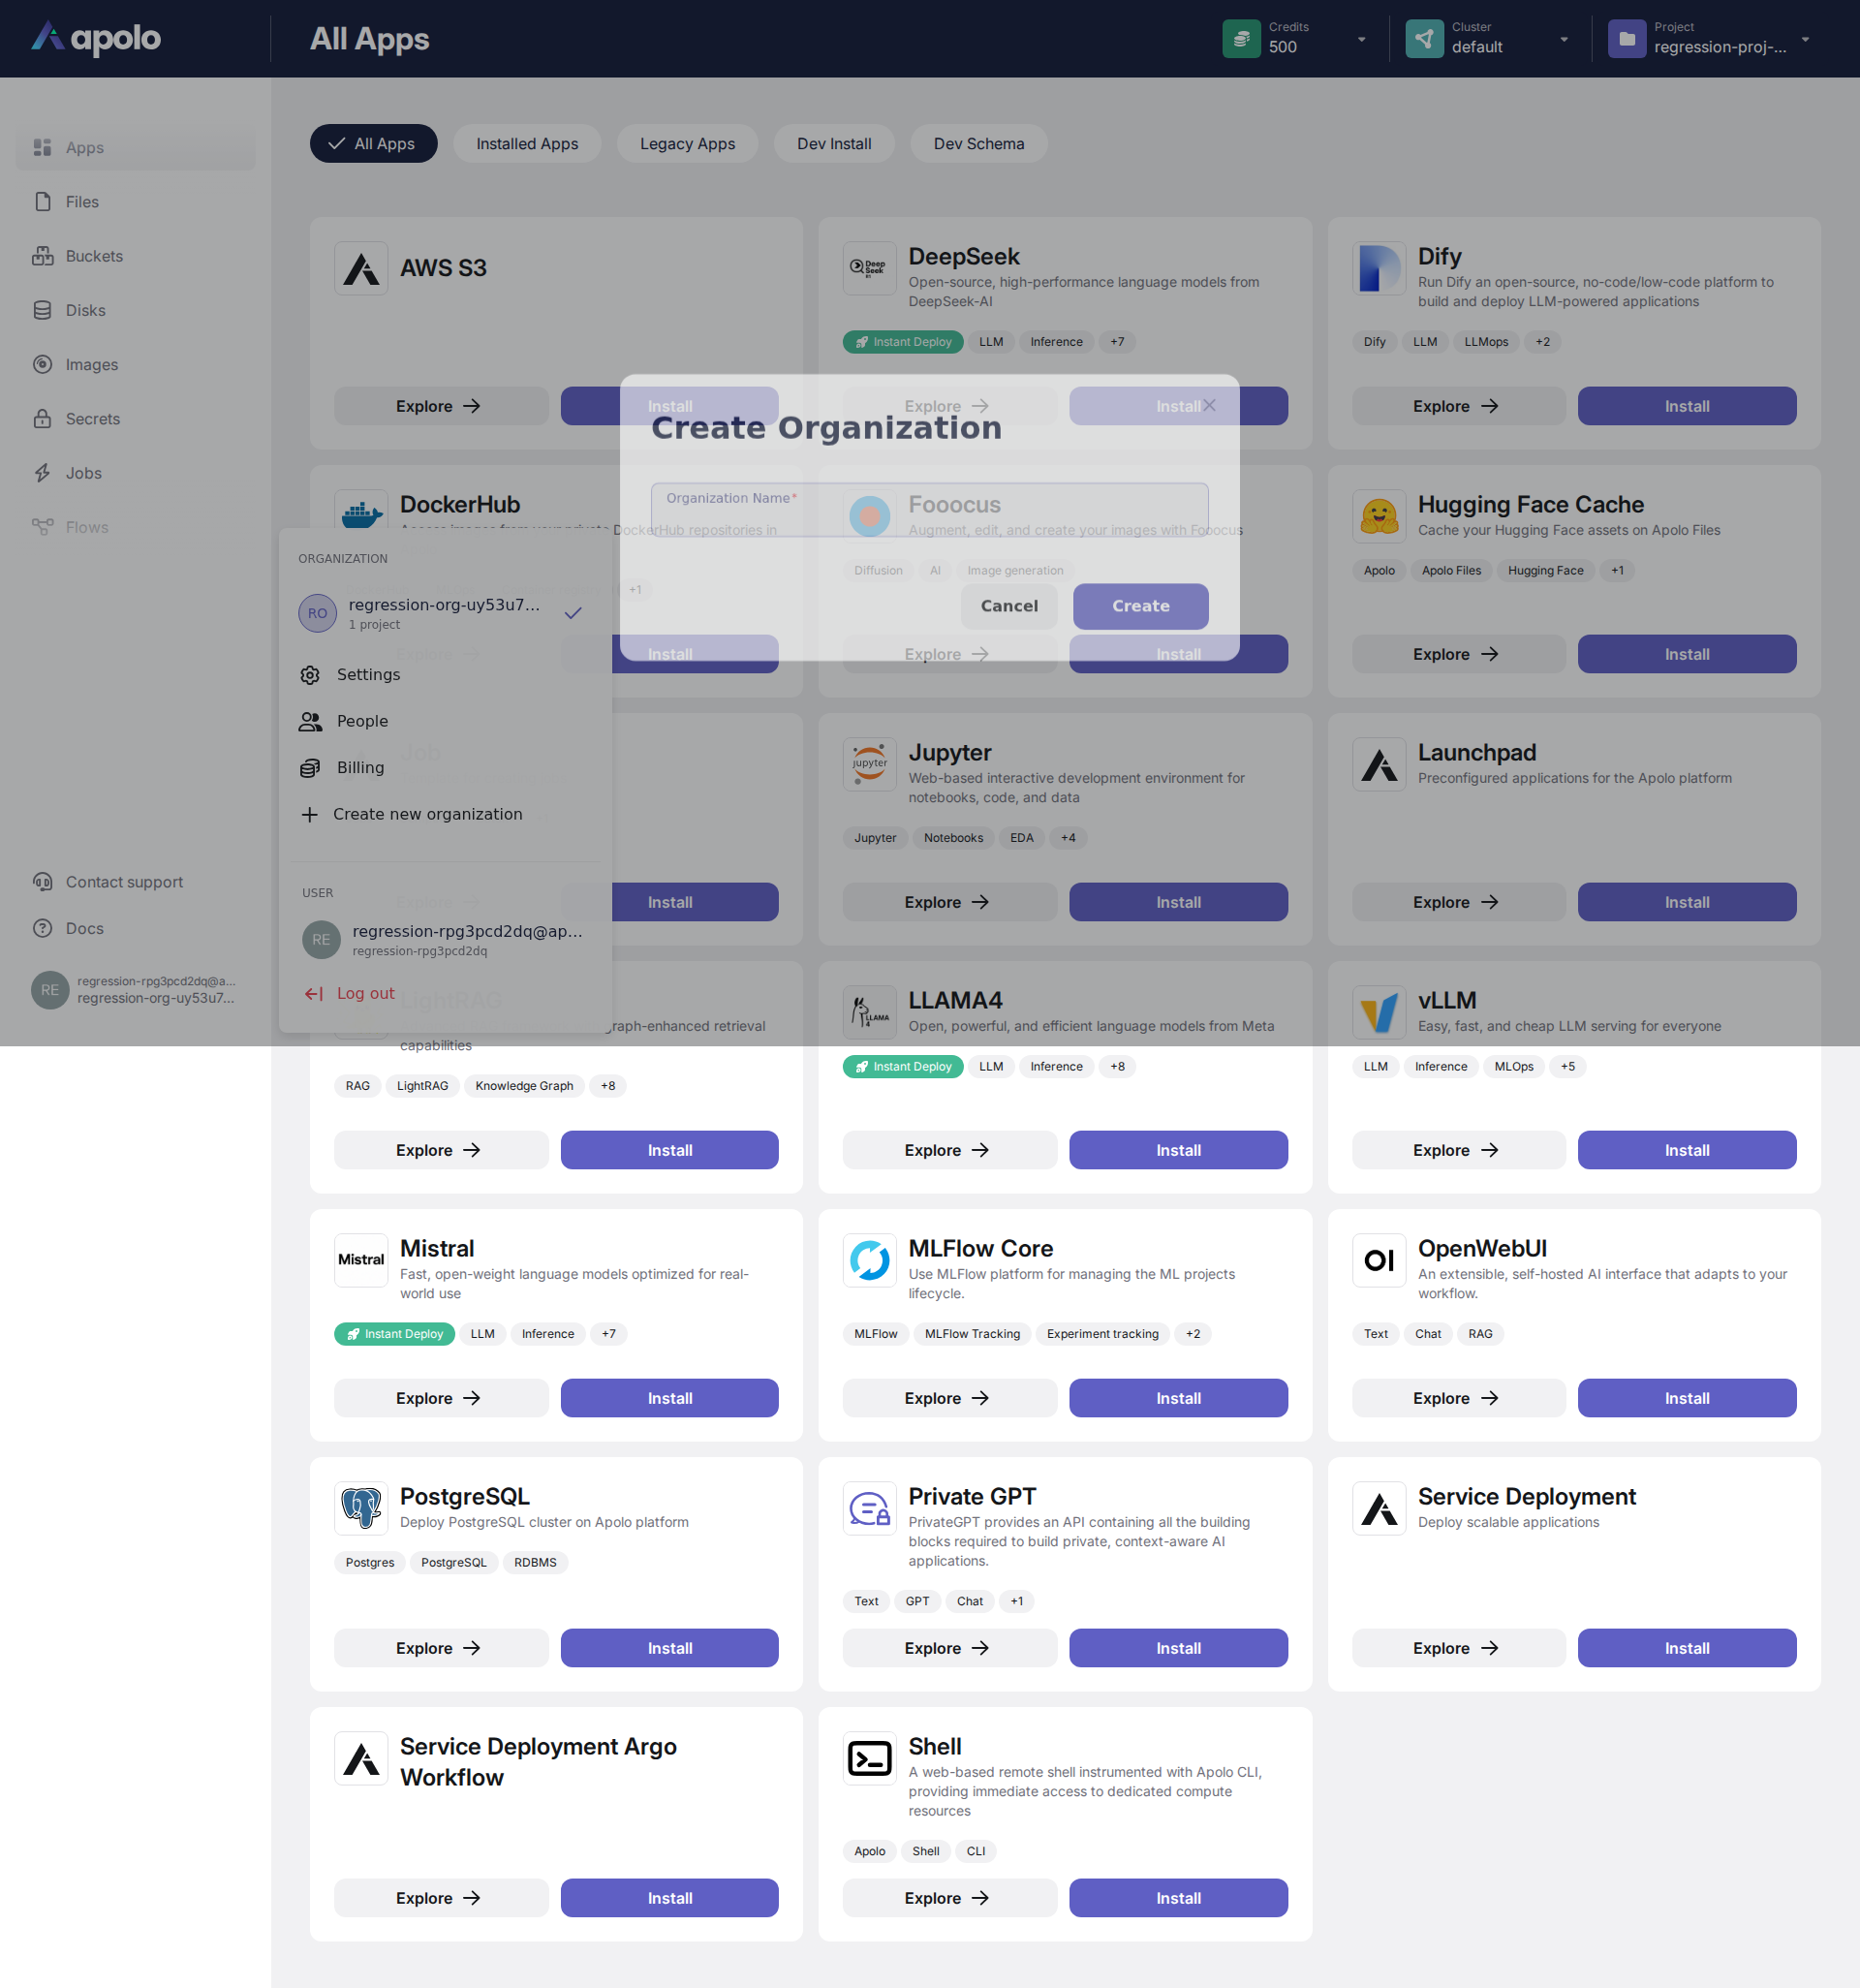 apolo
All Apps
Credits
500
Cluster
default
Project
regression-proj-...
Apps
Files
Buckets
Disks
Images
Secrets
Jobs
Flows
Contact support
Docs
RE
regression-rpg3pcd2dq@a...
regression-org-uy53u7...
All Apps
Installed Apps
Legacy Apps
Dev Install
Dev Schema
AWS S3
Explore
Install
DeepSeek
Open-source, high-performance language models from
DeepSeek-AI
Instant Deploy
LLM
Inference
+7
Explore
Install
Dify
Run Dify an open-source, no-code/low-code platform to
build and deploy LLM-powered applications
Dify
LLM
LLMops
+2
Explore
Install
Create Organization
Organization Name*
Cancel
Create
DockerHub
Access images from your private DockerHub repositories in
+1
Explore
Install
Fooocus
Augment, edit, and create your images with Fooocus
Diffusion
AI
Image generation
Explore
Install
Hugging Face Cache
Cache your Hugging Face assets on Apolo Files
Apolo
Apolo Files
Hugging Face
+1
Explore
Install
ORGANIZATION
RO
regression-org-uy53u7...
1 project
Settings
People
Billing
Create new organization
USER
RE
regression-rpg3pcd2dq@ap...
regression-rpg3pcd2dq
Log out
Job
Explore
Install
Jupyter
Web-based interactive development environment for
notebooks, code, and data
Jupyter
Notebooks
EDA
+4
Explore
Install
Launchpad
Preconfigured applications for the Apolo platform
Explore
Install
LightRAG
graph-enhanced retrieval
capabilities
RAG
LightRAG
Knowledge Graph
+8
Explore
Install
LLAMA4
Open, powerful, and efficient language models from Meta
Instant Deploy
LLM
Inference
+8
Explore
Install
vLLM
Easy, fast, and cheap LLM serving for everyone
LLM
Inference
MLOps
+5
Explore
Install
Mistral
Mistral
Fast, open-weight language models optimized for real-
world use
Instant Deploy
LLM
Inference
+7
Explore
Install
MLFlow Core
Use MLFlow platform for managing the ML projects
lifecycle.
MLFlow
MLFlow Tracking
Experiment tracking
+2
Explore
Install
OI
OpenWebUI
An extensible, self-hosted AI interface that adapts to your
workflow.
Text
Chat
RAG
Explore
Install
PostgreSQL
Deploy PostgreSQL cluster on Apolo platform
Postgres
PostgreSQL
RDBMS
Explore
Install
Private GPT
PrivateGPT provides an API containing all the building
blocks required to build private, context-aware AI
applications.
Text
GPT
Chat
+1
Explore
Install
Service Deployment
Deploy scalable applications
Explore
Install
Service Deployment Argo
Workflow
Explore
Install
Shell
A web-based remote shell instrumented with Apolo CLI,
providing immediate access to dedicated compute
resources
Apolo
Shell
CLI
Explore
Install